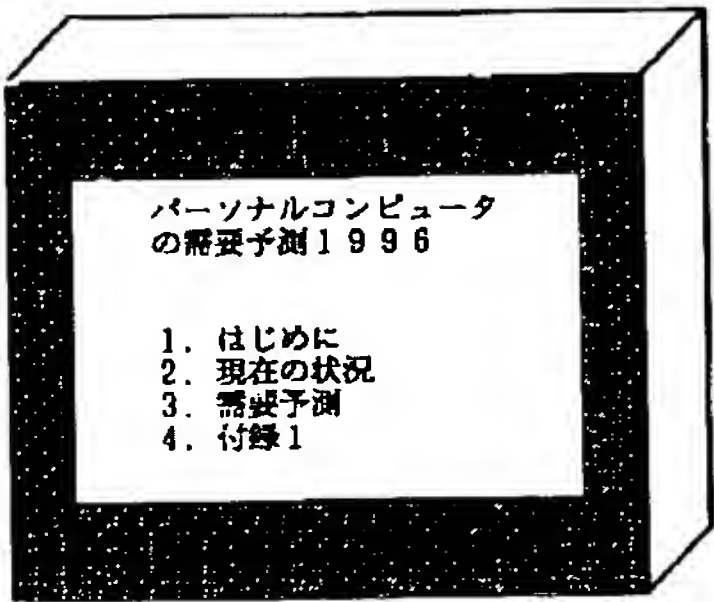 パーソナルコンピュータ
の需要予測１９９６
１．はじめに
２．現在の状況
３．需要予測
４．付録１